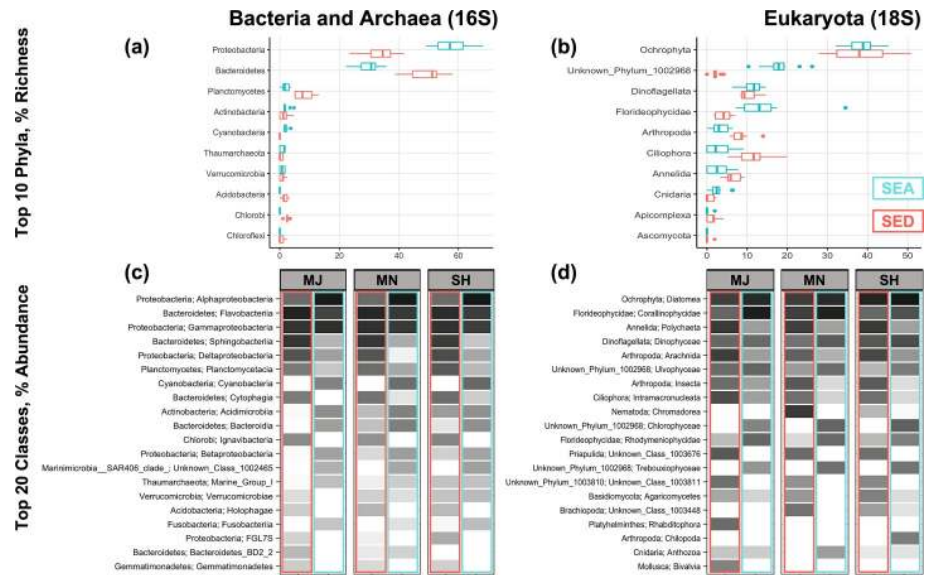 Bacteria and Archaea (16S)
Eukaryota (18S)
Top 10 Phyla, % Richness
(a)
Proteobacteria
Bacteroidetes
Planctomycetes
Actinobacteria
Cyanobacteria
Thaumarchaeota
Verrucomicrobia
Acidobacteria
Chlorobi
Chloroflexi
0 20 40 60
(b)
Ochrophyta
Unknown_Phylum_1002968
Dinoflagellata
Florideophycidae
Arthropoda
Ciliophora
Annelida
Cnidaria
Apicomplexa
Ascomycota
0 10 20 30 40 50
SEA
SED
Top 20 Classes, % Abundance
(c)
MJ MN SH
Proteobacteria; Alphaproteobacteria
Bacteroidetes; Flavobacteriia
Proteobacteria; Gammaproteobacteria
Bacteroidetes; Sphingobacteriia
Proteobacteria; Deltaproteobacteria
Planctomycetes; Planctomycetacia
Cyanobacteria; Cyanobacteria
Bacteroidetes; Cytophagia
Actinobacteria; Acidimicrobiia
Bacteroidetes; Bacteroidia
Chlorobi; Ignavibacteria
Proteobacteria; Betaproteobacteria
Marinimicrobia__SAR406_clade_; Unknown_Class_1002465
Thaumarchaeota; Marine_Group_I
Verrucomicrobia; Verrucomicrobiae
Acidobacteria; Holophagae
Fusobacteria; Fusobacteriia
Proteobacteria; FGL7S
Bacteroidetes; Bacteroidetes_BD2_2
Gemmatimonadetes; Gemmatimonadetes
(d)
MJ MN SH
Ochrophyta; Diatomea
Florideophycidae; Corallinophycidae
Annelida; Polychaeta
Dinoflagellata; Dinophyceae
Arthropoda; Arachnida
Unknown_Phylum_1002968; Ulvophyceae
Arthropoda; Insecta
Ciliophora; Intramacronucleata
Nematoda; Chromadorea
Unknown_Phylum_1002968; Chlorophyceae
Florideophycidae; Rhodymeniophycidae
Priapulida; Unknown_Class_1003676
Unknown_Phylum_1002968; Trebouxiophyceae
Unknown_Phylum_1003810; Unknown_Class_1003811
Basidiomycota; Agaricomycetes
Brachiopoda; Unknown_Class_1003448
Platyhelminthes; Rhabditophora
Arthropoda; Chilopoda
Cnidaria; Anthozoa
Mollusca; Bivalvia